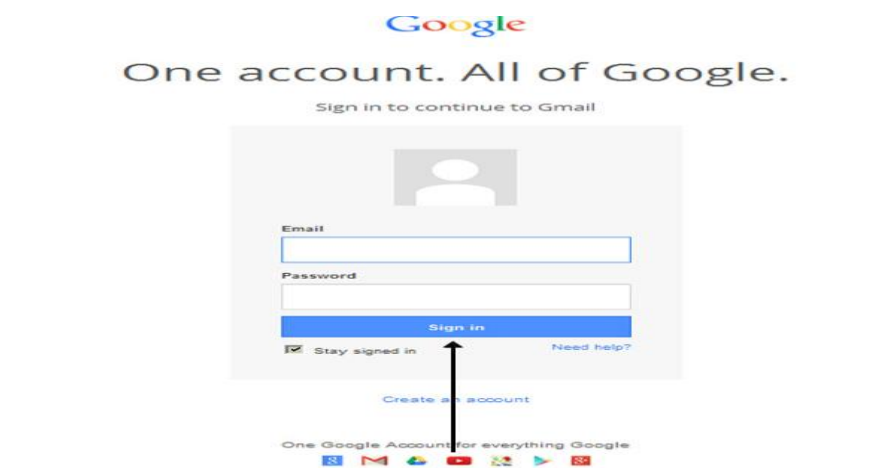 Google
One account. All of Google.
Sign in to continue to Gmail
Email
Password
Sign in
Stay signed in
Need help?
Create an account
One Google Account for everything Google